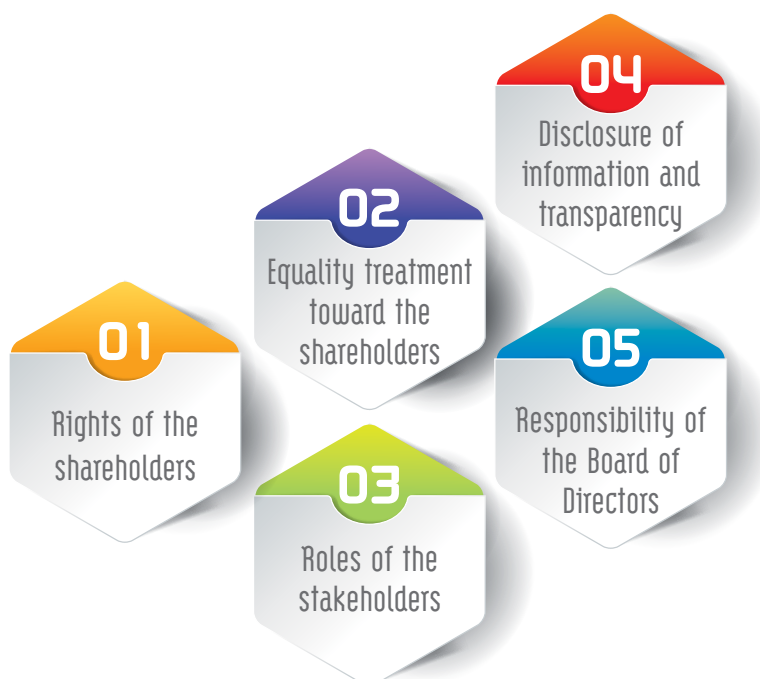 01
Rights of the
shareholders
02
Equality treatment
toward the
shareholders
03
Roles of the
stakeholders
04
Disclosure of
information and
transparency
05
Responsibility of
the Board of
Directors